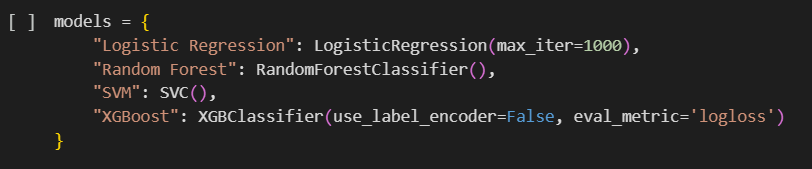 [ ] models = {
"Logistic Regression": LogisticRegression(max_iter=1000),
"Random Forest": RandomForestClassifier(),
"SVM": SVC(),
"XGBoost": XGBClassifier(use_label_encoder=False, eval_metric='logloss')
}